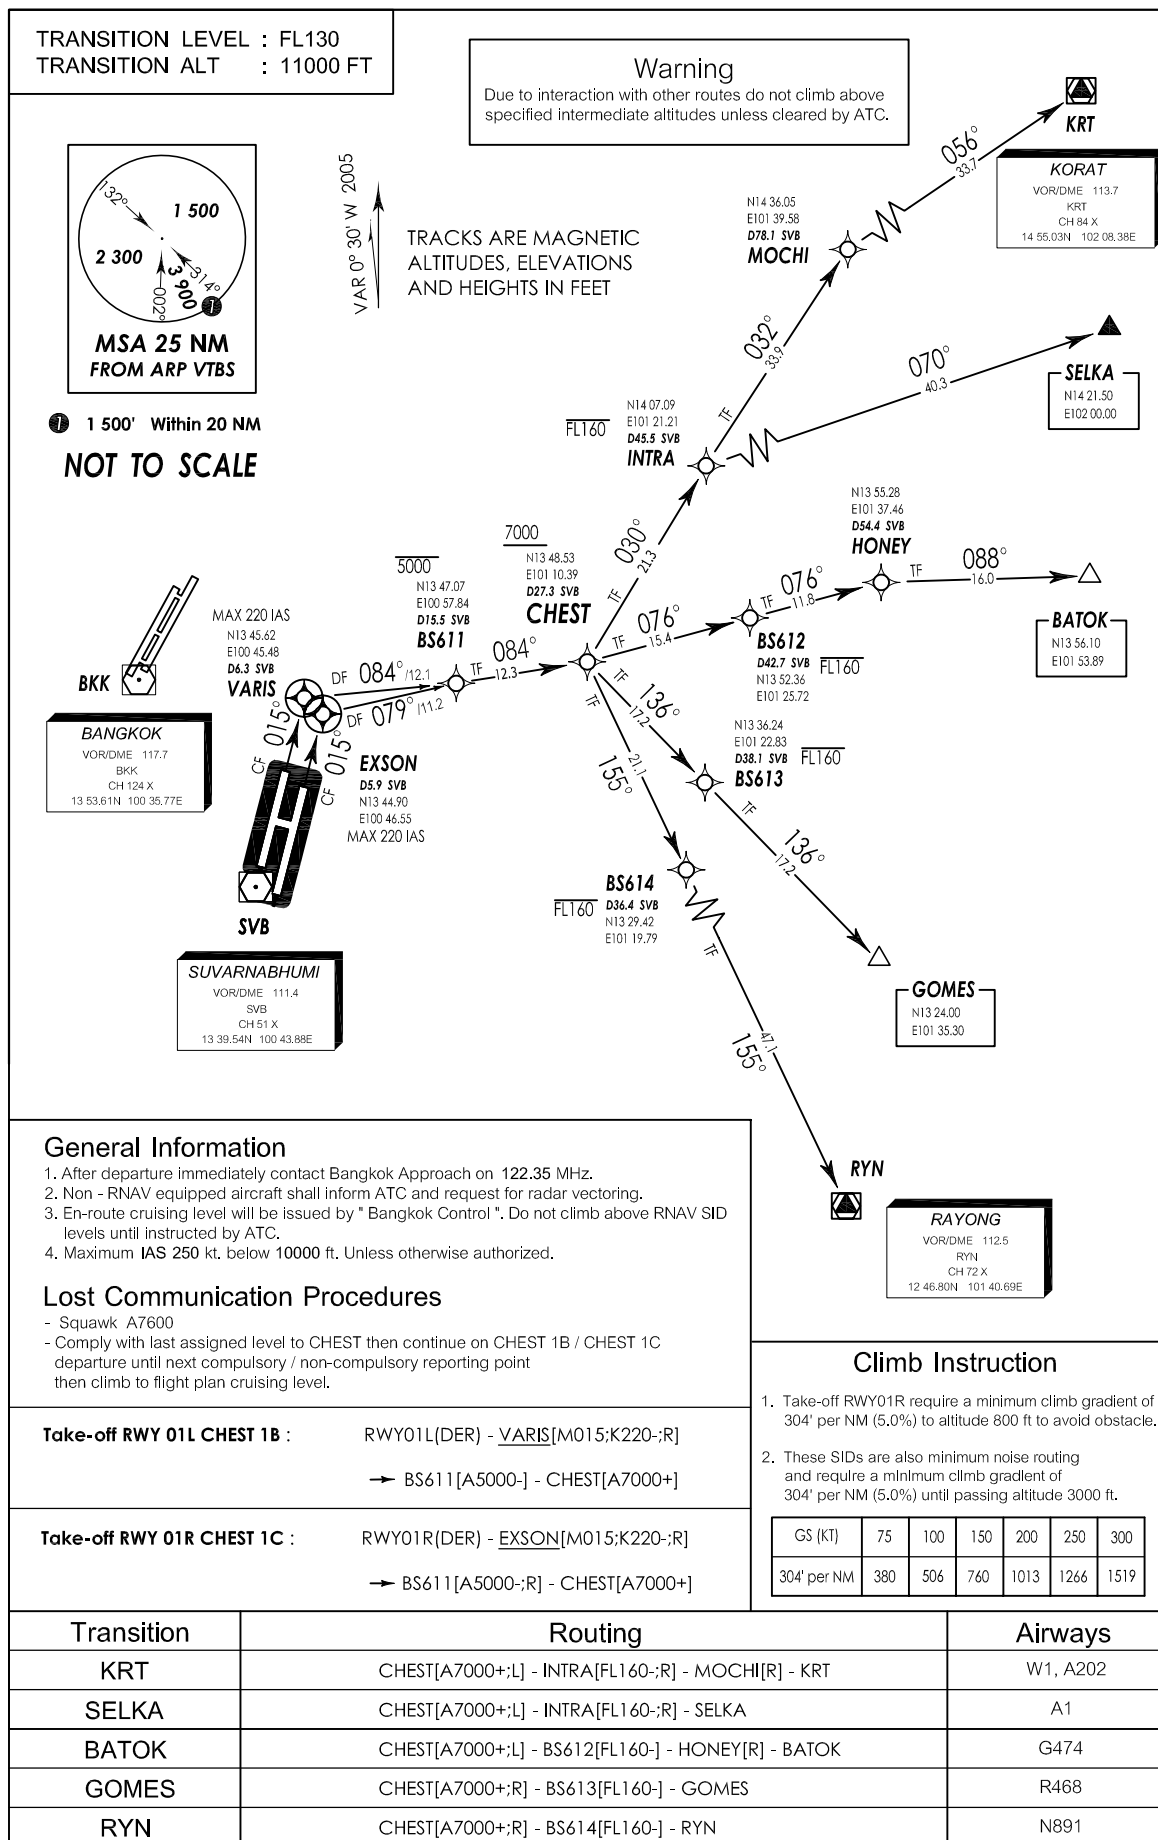 TRANSITION LEVEL : FL130
TRANSITION ALT : 11000 FT
Warning
Due to interaction with other routes do not climb above
specified intermediate altitudes unless cleared by ATC.
132°
1 500
2 300
3 900
314°
002°
1
MSA 25 NM
FROM ARP VTBS
1 1 500' Within 20 NM
NOT TO SCALE
VAR 0° 30' W 2005
TRACKS ARE MAGNETIC
ALTITUDES, ELEVATIONS
AND HEIGHTS IN FEET
KRT
KORAT
VOR/DME 113.7
KRT
CH 84 X
14 55.03N 102 08.38E
056°
33.7
N14 36.05
E101 39.58
D78.1 SVB
MOCHI
032°
33.9
TF
070°
40.3
SELKA
N14 21.50
E102 00.00
FL160
N14 07.09
E101 21.21
D45.5 SVB
INTRA
030°
21.3
TF
7000
N13 48.53
E101 10.39
D27.3 SVB
CHEST
5000
N13 47.07
E100 57.84
D15.5 SVB
BS611
N13 55.28
E101 37.46
D54.4 SVB
HONEY
TF
088°
16.0
BATOK
N13 56.10
E101 53.89
TF
076°
11.8
TF
076°
15.4
BS612
D42.7 SVB
N13 52.36
E101 25.72
FL160
TF
084°
12.3
MAX 220 IAS
N13 45.62
E100 45.48
D6.3 SVB
VARIS
DF 084° /12.1
DF 079° /11.2
BKK
BANGKOK
VOR/DME 117.7
BKK
CH 124 X
13 53.61N 100 35.77E
015°
CF
015°
CF
EXSON
D5.9 SVB
N13 44.90
E100 46.55
MAX 220 IAS
SVB
SUVARNABHUMI
VOR/DME 111.4
SVB
CH 51 X
13 39.54N 100 43.88E
TF
136°
17.2
N13 36.24
E101 22.83
D38.1 SVB
BS613
FL160
TF
136°
17.2
GOMES
N13 24.00
E101 35.30
TF
21.1
155°
BS614
D36.4 SVB
N13 29.42
E101 19.79
FL160
TF
47.1
155°
RYN
RAYONG
VOR/DME 112.5
RYN
CH 72 X
12 46.80N 101 40.69E
General Information
1. After departure immediately contact Bangkok Approach on 122.35 MHz.
2. Non - RNAV equipped aircraft shall inform ATC and request for radar vectoring.
3. En-route cruising level will be issued by " Bangkok Control ". Do not climb above RNAV SID
levels until instructed by ATC.
4. Maximum IAS 250 kt. below 10000 ft. Unless otherwise authorized.
Lost Communication Procedures
- Squawk A7600
- Comply with last assigned level to CHEST then continue on CHEST 1B / CHEST 1C
departure until next compulsory / non-compulsory reporting point
then climb to flight plan cruising level.
Take-off RWY 01L CHEST 1B : RWY01L(DER) - VARIS[M015;K220-;R]
→ BS611[A5000-] - CHEST[A7000+]
Take-off RWY 01R CHEST 1C : RWY01R(DER) - EXSON[M015;K220-;R]
→ BS611[A5000-;R] - CHEST[A7000+]
Climb Instruction
1. Take-off RWY01R require a minimum climb gradient of
304' per NM (5.0%) to altitude 800 ft to avoid obstacle.
2. These SIDs are also minimum noise routing
and require a minimum climb gradient of
304' per NM (5.0%) until passing altitude 3000 ft.
GS (KT) 75 100 150 200 250 300
304' per NM 380 506 760 1013 1266 1519
Transition Routing Airways
KRT CHEST[A7000+;L] - INTRA[FL160-;R] - MOCHI[R] - KRT W1, A202
SELKA CHEST[A7000+;L] - INTRA[FL160-;R] - SELKA A1
BATOK CHEST[A7000+;L] - BS612[FL160-] - HONEY[R] - BATOK G474
GOMES CHEST[A7000+;R] - BS613[FL160-] - GOMES R468
RYN CHEST[A7000+;R] - BS614[FL160-] - RYN N891